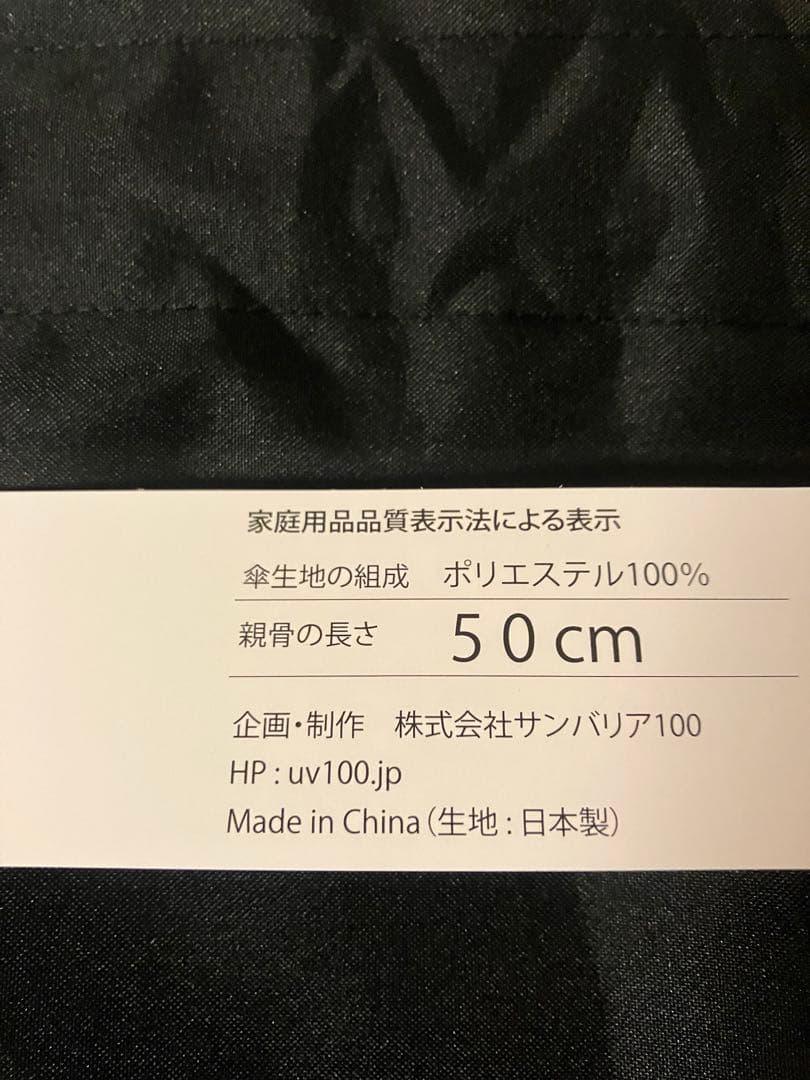 家庭用品品質表示法による表示
傘生地の組成　ポリエステル100%
親骨の長さ　５０cm
企画・制作　株式会社サンバリア100
HP : uv100.jp
Made in China（生地 : 日本製）